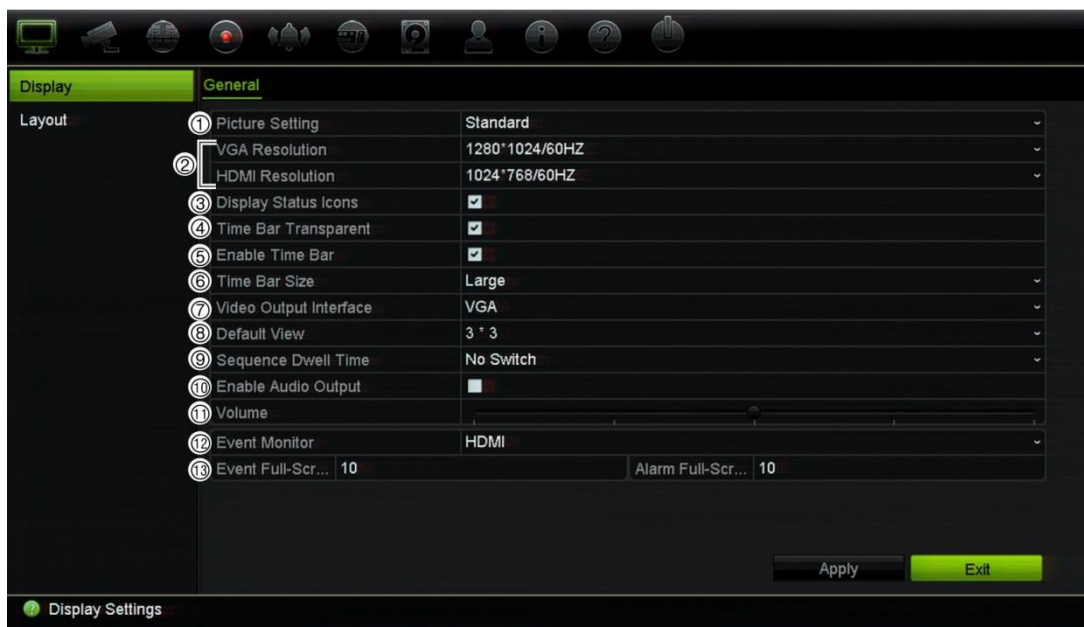 Display
General
Layout
① Picture Setting Standard
② VGA Resolution 1280*1024/60HZ
HDMI Resolution 1024*768/60HZ
③ Display Status Icons
④ Time Bar Transparent
⑤ Enable Time Bar
⑥ Time Bar Size Large
⑦ Video Output Interface VGA
⑧ Default View 3 * 3
⑨ Sequence Dwell Time No Switch
⑩ Enable Audio Output
⑪ Volume
⑫ Event Monitor HDMI
⑬ Event Full-Scr... 10 Alarm Full-Scr... 10
Apply Exit
? Display Settings